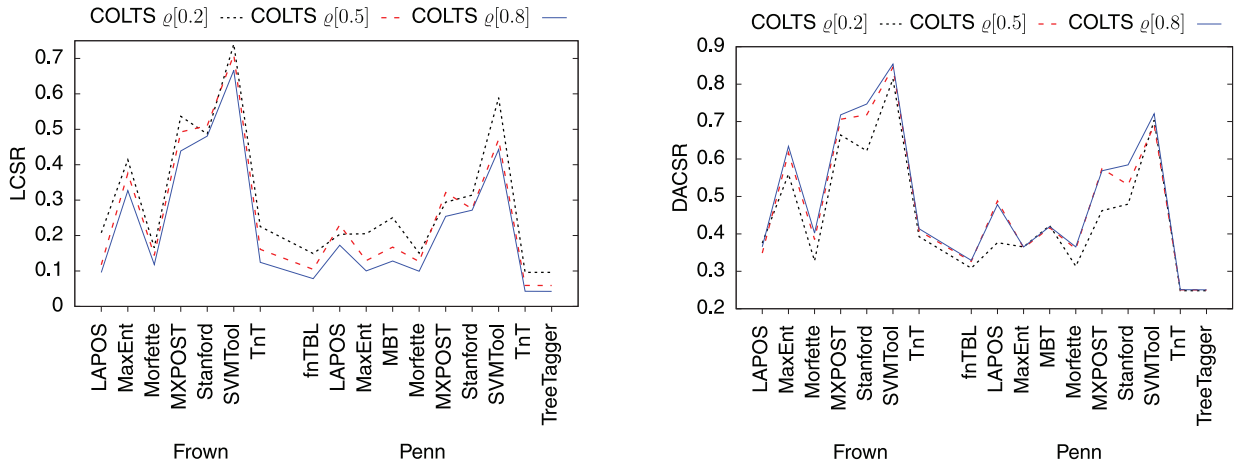 COLTS ϱ[0.2] COLTS ϱ[0.5] COLTS ϱ[0.8]
LCSR
0.7
0.6
0.5
0.4
0.3
0.2
0.1
0
LAPOS
MaxEnt
Morfette
MXPOST
Stanford
SVMTool
TnT
fnTBL
LAPOS
MaxEnt
MBT
Morfette
MXPOST
Stanford
SVMTool
TnT
TreeTagger
Frown Penn
COLTS ϱ[0.2] COLTS ϱ[0.5] COLTS ϱ[0.8]
DACSR
0.9
0.8
0.7
0.6
0.5
0.4
0.3
0.2
LAPOS
MaxEnt
Morfette
MXPOST
Stanford
SVMTool
TnT
fnTBL
LAPOS
MaxEnt
MBT
Morfette
MXPOST
Stanford
SVMTool
TnT
TreeTagger
Frown Penn